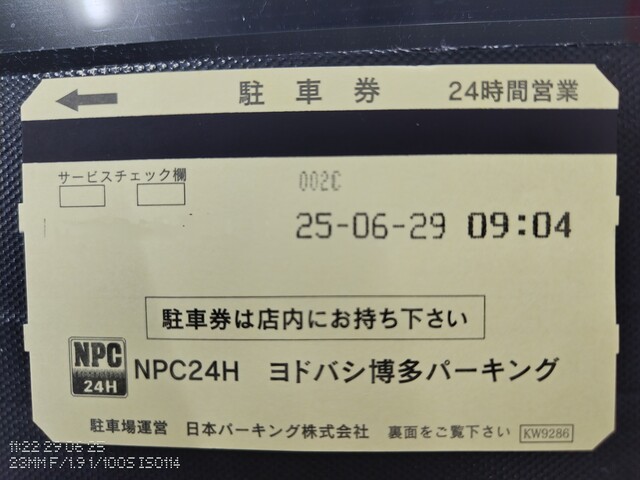 駐車券 24時間営業
サービスチェック欄
002C
25-06-29 09:04
駐車券は店内にお持ち下さい
NPC
24H
NPC24H ヨドバシ博多パーキング
駐車場運営 日本パーキング株式会社 裏面をご覧下さい KW9286
11:22 29 06 25
23MM F/1.9 1/100S ISO114